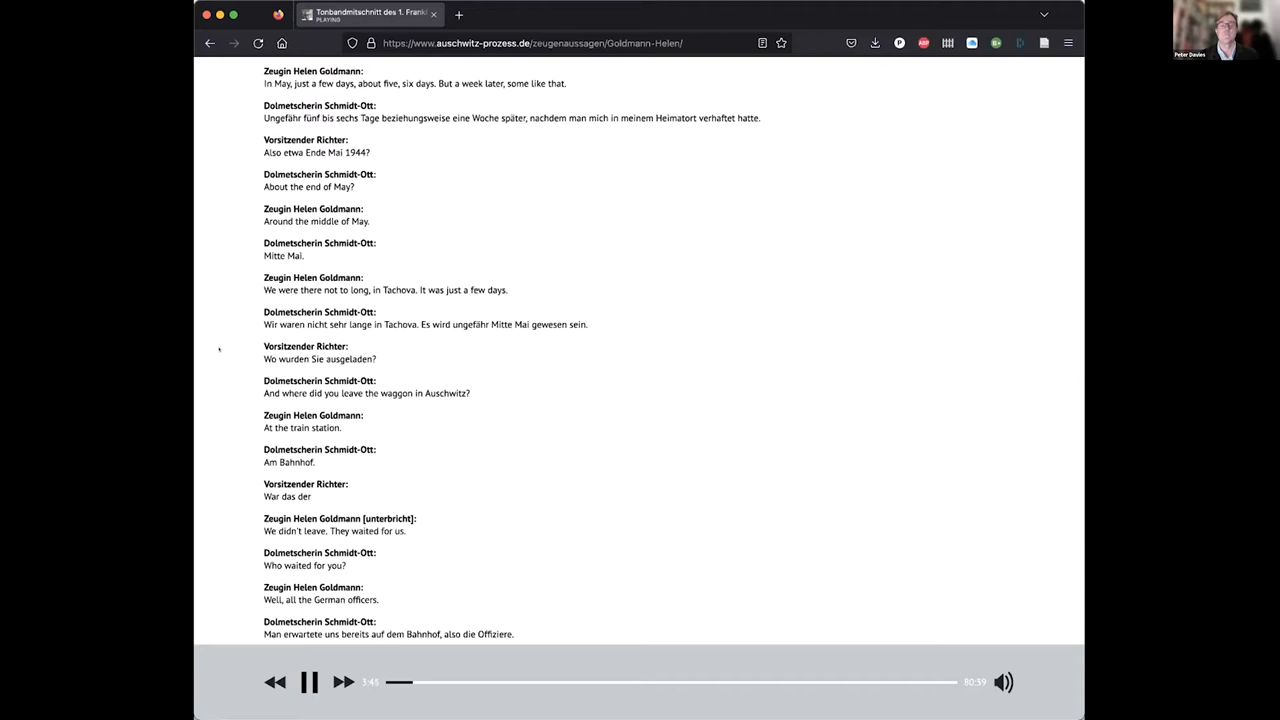 Tonbandmitschnitt des 1. Frankf
PLAYING
https://www.auschwitz-prozess.de/zeugenaussagen/Goldmann-Helen/
Peter Davies
Zeugin Helen Goldmann:
In May, just a few days, about five, six days. But a week later, some like that.
Dolmetscherin Schmidt-Ott:
Ungefähr fünf bis sechs Tage beziehungsweise eine Woche später, nachdem man mich in meinem Heimatort verhaftet hatte.
Vorsitzender Richter:
Also etwa Ende Mai 1944?
Dolmetscherin Schmidt-Ott:
About the end of May?
Zeugin Helen Goldmann:
Around the middle of May.
Dolmetscherin Schmidt-Ott:
Mitte Mai.
Zeugin Helen Goldmann:
We were there not to long, in Tachova. It was just a few days.
Dolmetscherin Schmidt-Ott:
Wir waren nicht sehr lange in Tachova. Es wird ungefähr Mitte Mai gewesen sein.
Vorsitzender Richter:
Wo wurden Sie ausgeladen?
Dolmetscherin Schmidt-Ott:
And where did you leave the waggon in Auschwitz?
Zeugin Helen Goldmann:
At the train station.
Dolmetscherin Schmidt-Ott:
Am Bahnhof.
Vorsitzender Richter:
War das der
Zeugin Helen Goldmann [unterbricht]:
We didn't leave. They waited for us.
Dolmetscherin Schmidt-Ott:
Who waited for you?
Zeugin Helen Goldmann:
Well, all the German officers.
Dolmetscherin Schmidt-Ott:
Man erwartete uns bereits auf dem Bahnhof, also die Offiziere.
3:45
80:39